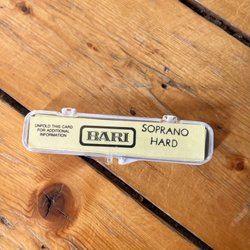 UNFOLD THIS CARD
FOR ADDITIONAL
INFORMATION
BARI
SOPRANO
HARD